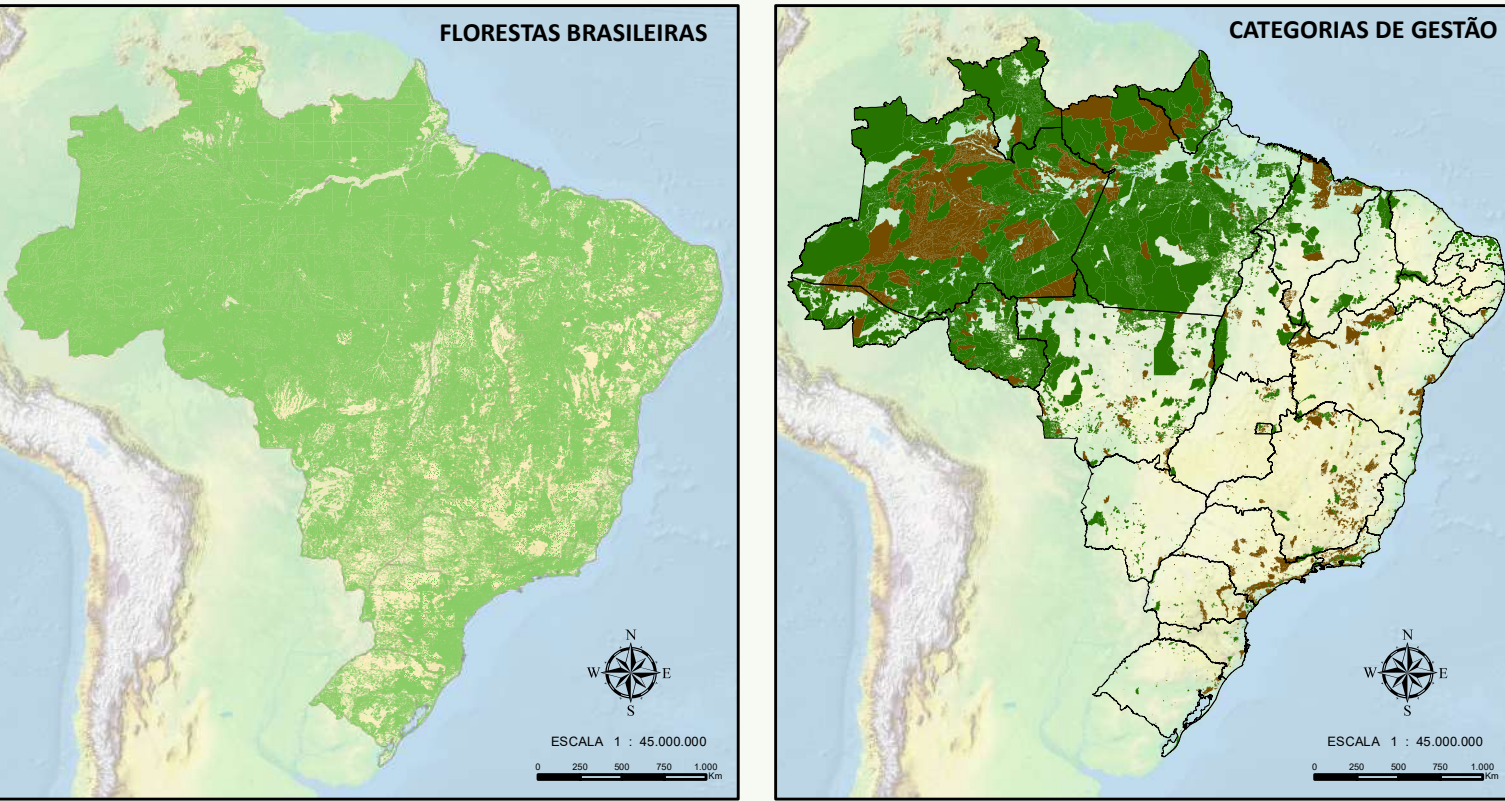 FLORESTAS BRASILEIRAS
N
W E
S
ESCALA 1 : 45.000.000
0 250 500 750 1.000
Km
CATEGORIAS DE GESTÃO
N
W E
S
ESCALA 1 : 45.000.000
0 250 500 750 1.000
Km